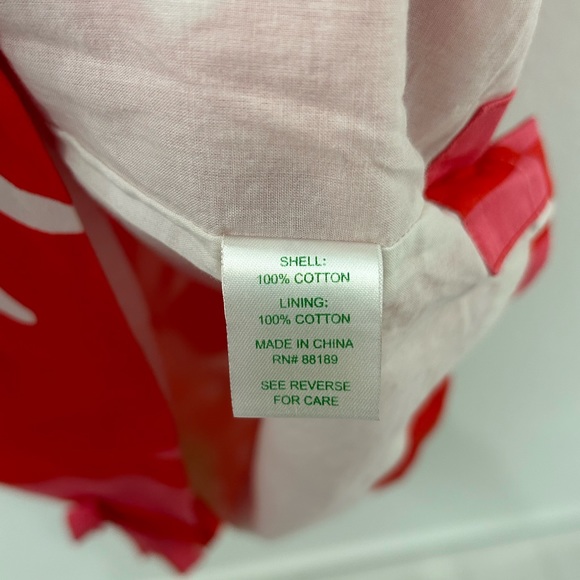 SHELL:
100% COTTON
LINING:
100% COTTON
MADE IN CHINA
RN# 88189
SEE REVERSE
FOR CARE